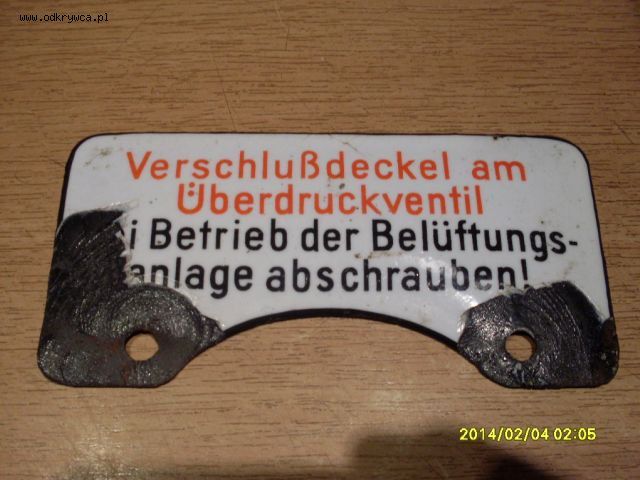 www.odkrywca.pl
Verschlußdeckel am
Überdruckventil
i Betrieb der Belüftungs-
anlage abschrauben!
2014/02/04 02:05